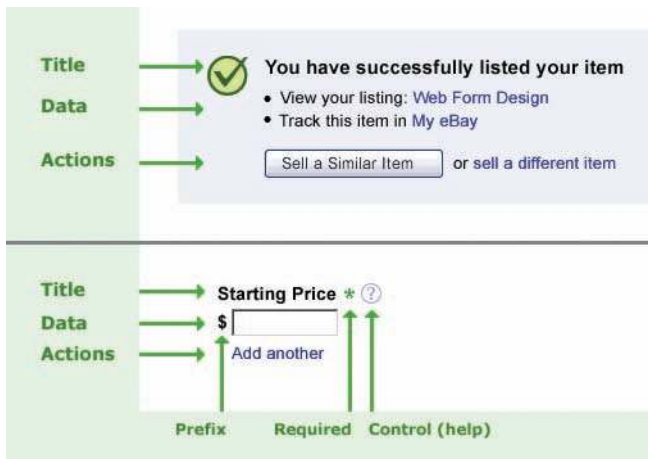 Title
You have successfully listed your item
Data
• View your listing: Web Form Design
• Track this item in My eBay
Actions
Sell a Similar Item or sell a different item
Title
Starting Price * ?
Data
$
Actions
Add another
Prefix Required Control (help)